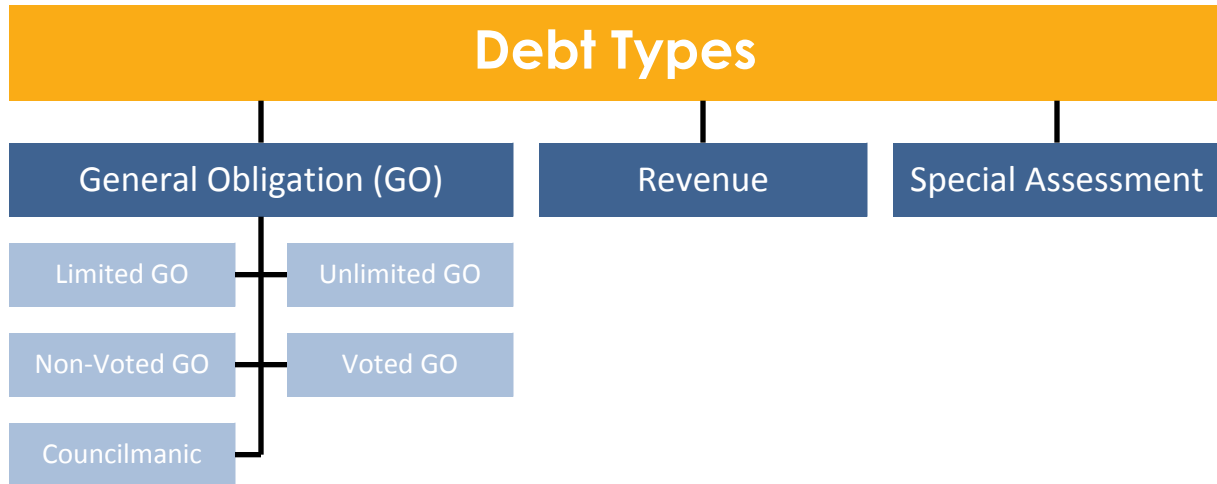 Debt Types
General Obligation (GO)
Revenue
Special Assessment
Limited GO
Unlimited GO
Non-Voted GO
Voted GO
Councilmanic